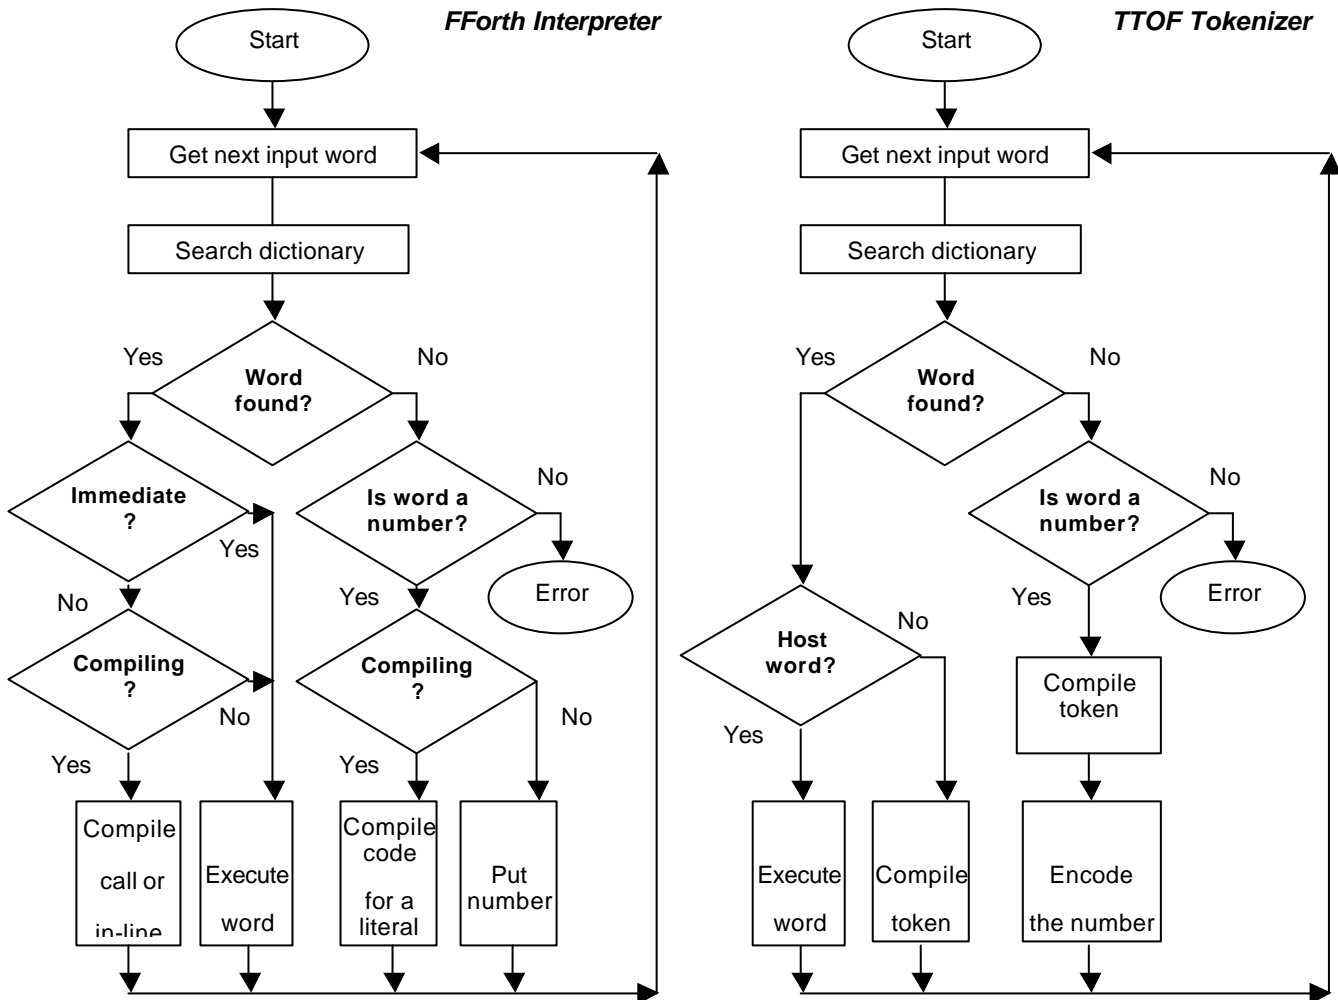 FForth Interpreter
Start
Get next input word
Search dictionary
Yes
No
Word
found?
Immediate
?
Yes
No
Is word a
number?
No
Error
Yes
Compiling
?
No
Yes
Compiling
?
No
Yes
Compile
call or
in-line
Execute
word
Compile
code
for a
literal
Put
number
TTOF Tokenizer
Start
Get next input word
Search dictionary
Yes
No
Word
found?
Is word a
number?
No
Error
Yes
Host
word?
No
Yes
Compile
token
Execute
word
Compile
token
Encode
the number